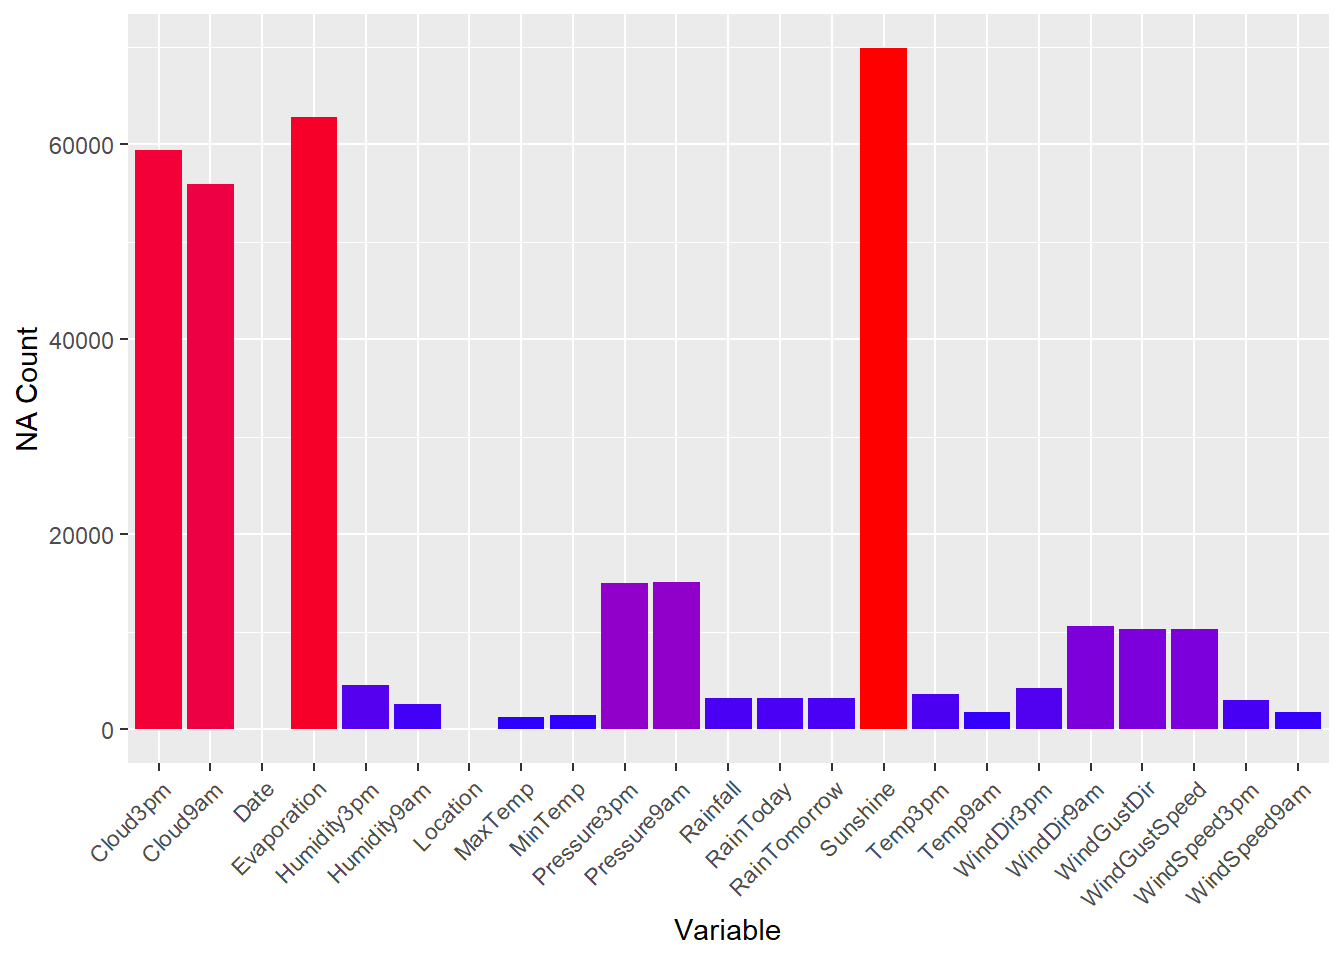 NA Count
60000
40000
20000
0
Cloud3pm
Cloud9am
Date
Evaporation
Humidity3pm
Humidity9am
Location
MaxTemp
MinTemp
Pressure3pm
Pressure9am
Rainfall
RainToday
RainTomorrow
Sunshine
Temp3pm
Temp9am
WindDir3pm
WindDir9am
WindGustDir
WindGustSpeed
WindSpeed3pm
WindSpeed9am
Variable